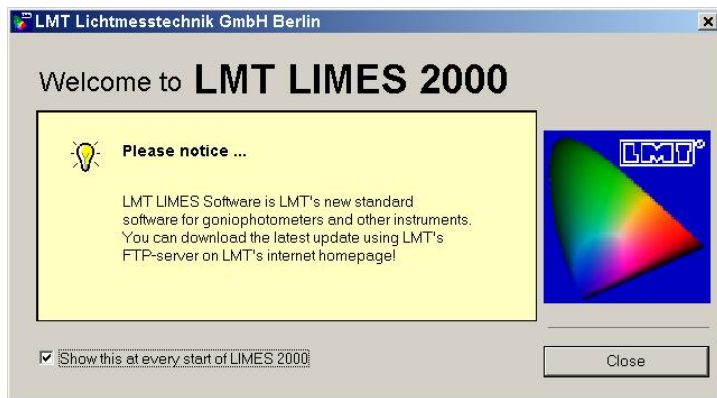 LMT Lichtmesstechnik GmbH Berlin
Welcome to LMT LIMES 2000
Please notice ...
LMT LIMES Software is LMT's new standard
software for goniophotometers and other instruments.
You can download the latest update using LMT's
FTP-server on LMT's internet homepage!
LMT®
Show this at every start of LIMES 2000
Close